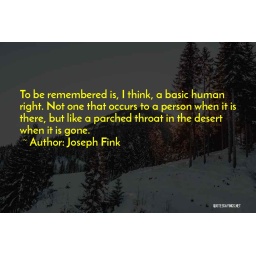 To be remembered is, I think, a basic human
right. Not one that occurs to a person when it is
there, but like a parched throat in the desert
when it is gone.
~ Author: Joseph Fink